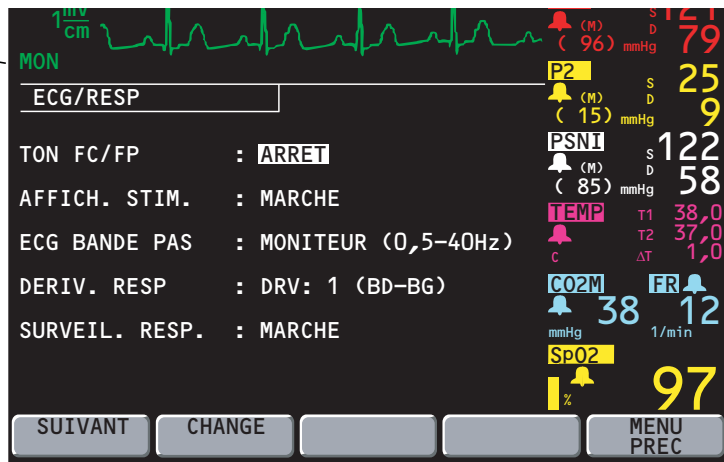 1 mV
cm
MON
ECG/RESP
TON FC/FP : ARRET
AFFICH. STIM. : MARCHE
ECG BANDE PAS : MONITEUR (0,5-40Hz)
DERIV. RESP : DRV: 1 (BD-BG)
SURVEIL. RESP. : MARCHE
S 121
(M) D
( 96) mmHg 79
P2
S 25
(M) D
( 15) mmHg 9
PSNI
S 122
(M) D
( 85) mmHg 58
TEMP T1 38,0
T2 37,0
C ΔT 1,0
CO2M FR
38 12
mmHg 1/min
SpO2
% 97
SUIVANT CHANGE MENU
PREC